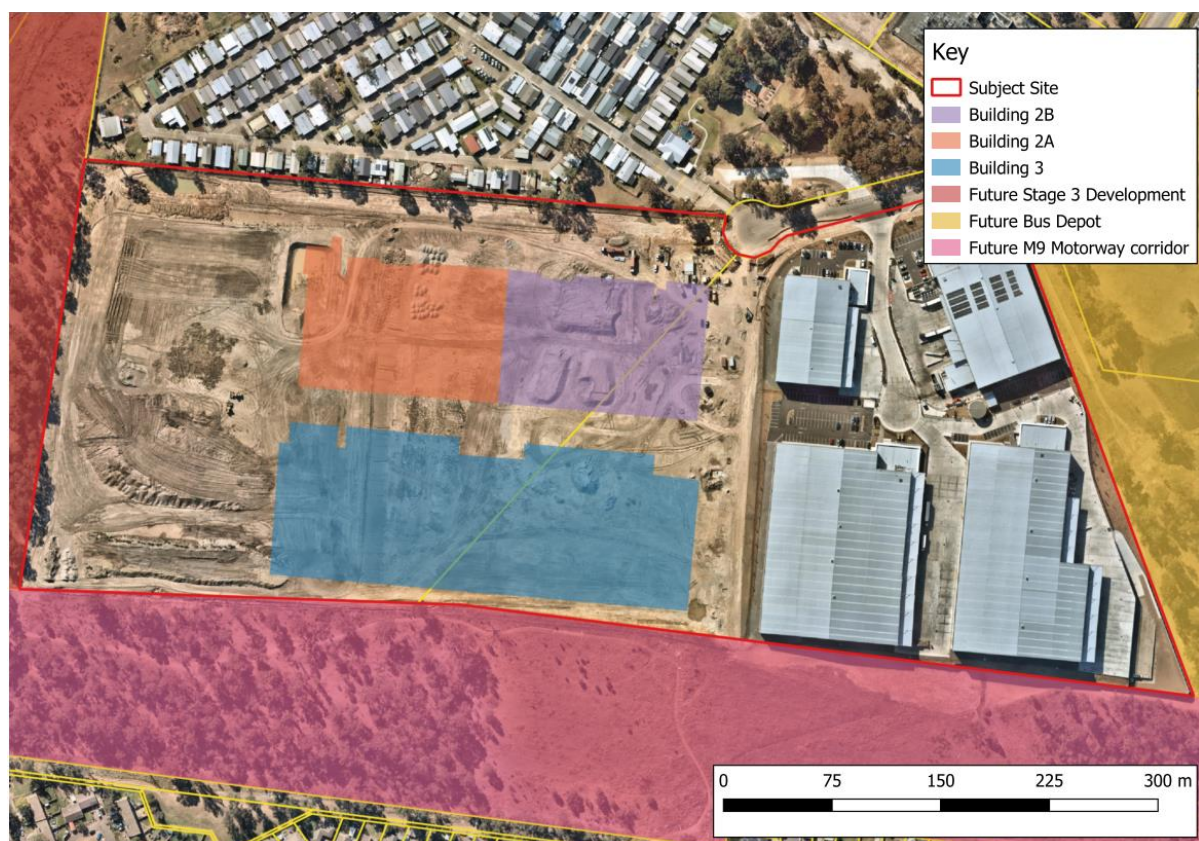 Key
Subject Site
Building 2B
Building 2A
Building 3
Future Stage 3 Development
Future Bus Depot
Future M9 Motorway corridor
0 75 150 225 300 m